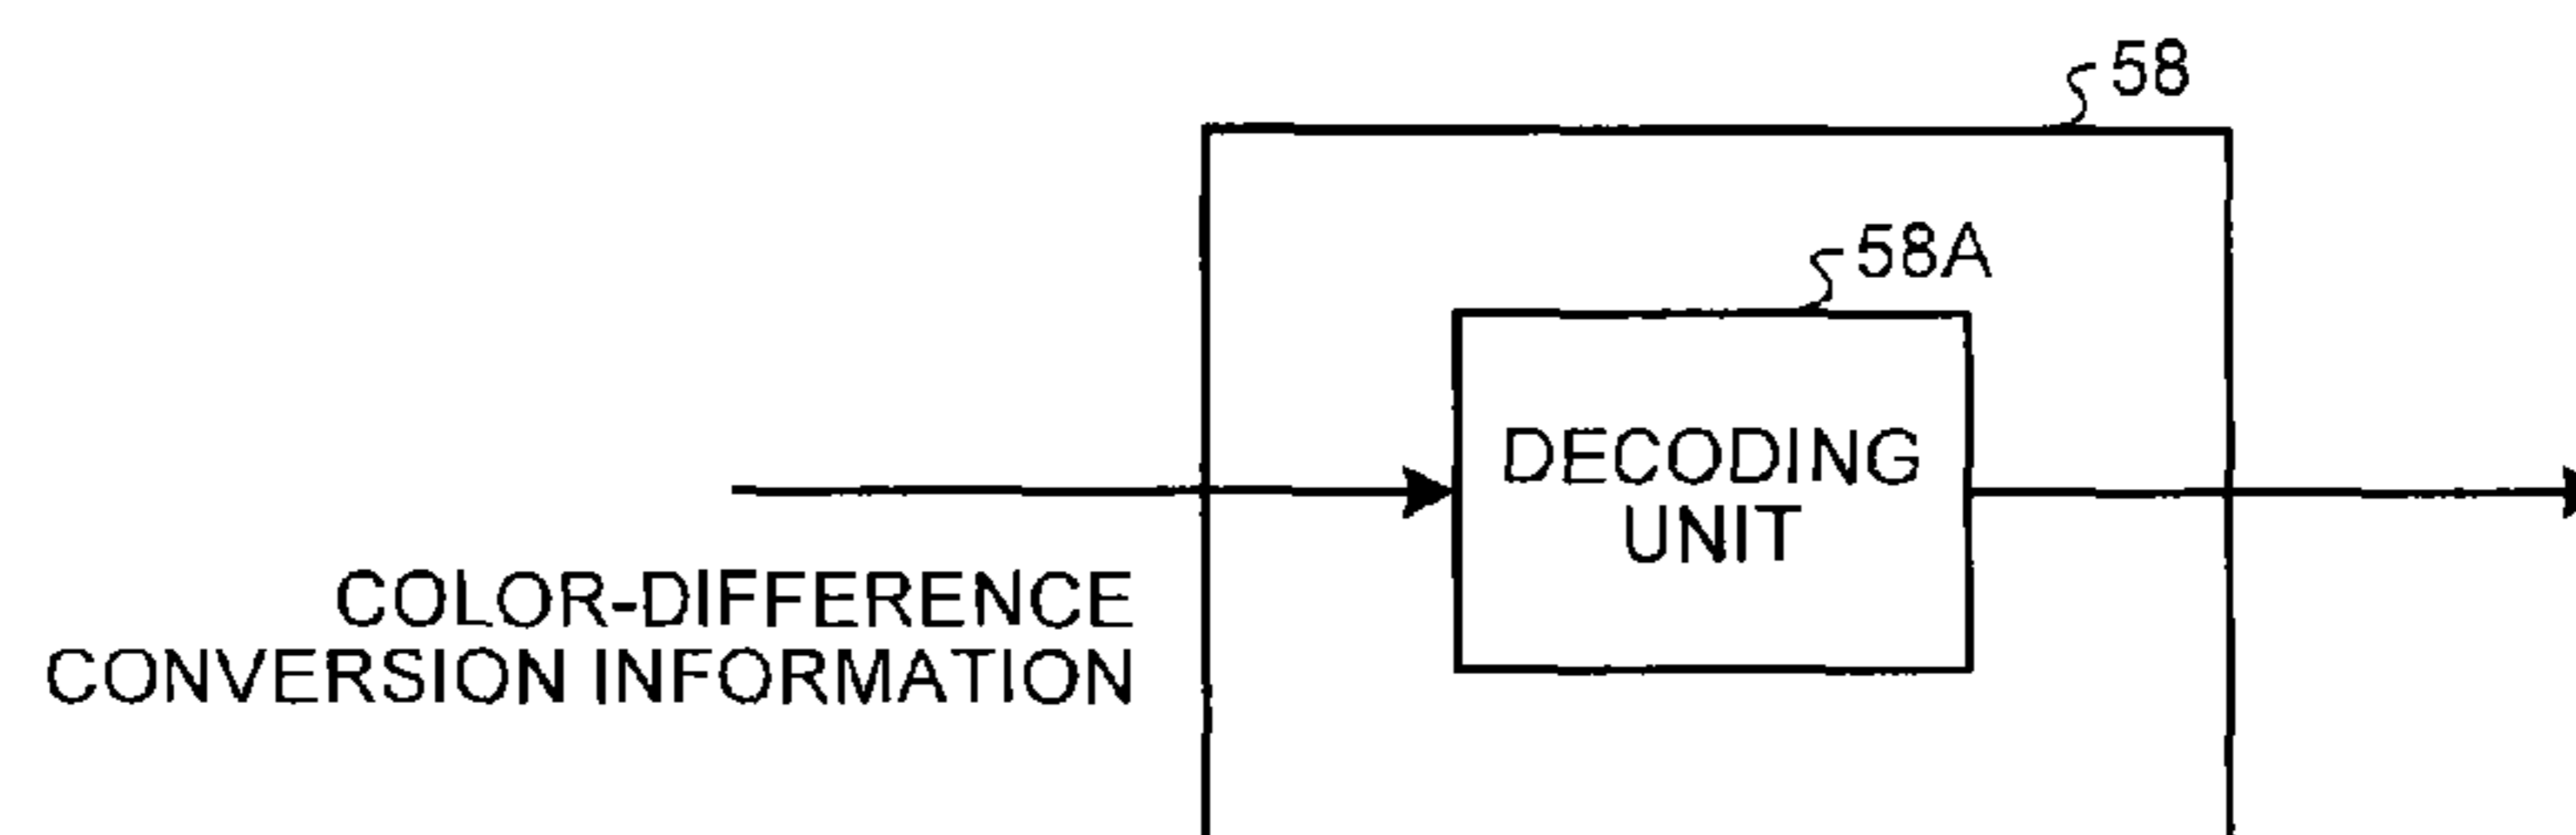 58
58A
DECODING
UNIT
COLOR-DIFFERENCE
CONVERSION INFORMATION